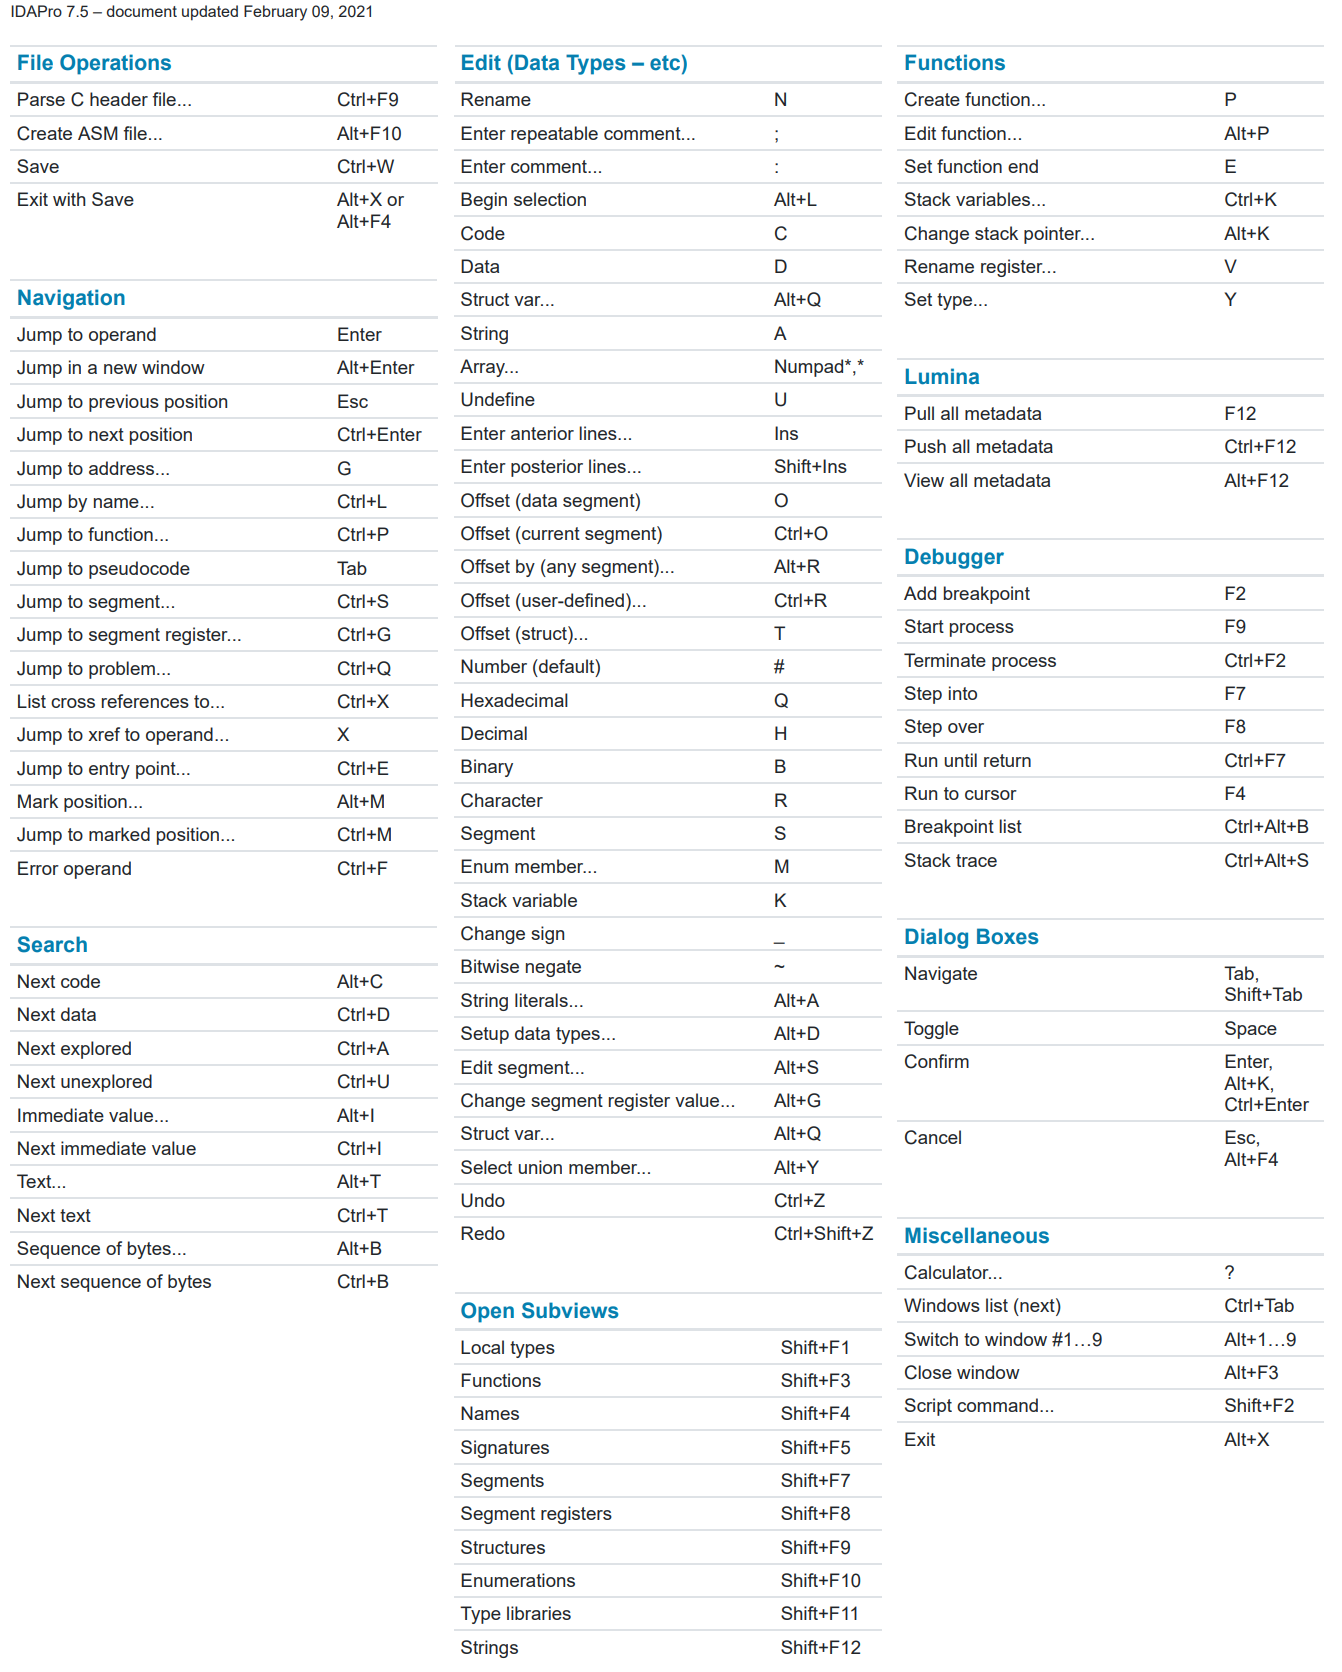 IDAPro 7.5 – document updated February 09, 2021
File Operations
Parse C header file... Ctrl+F9
Create ASM file... Alt+F10
Save Ctrl+W
Exit with Save Alt+X or
Alt+F4
Navigation
Jump to operand Enter
Jump in a new window Alt+Enter
Jump to previous position Esc
Jump to next position Ctrl+Enter
Jump to address... G
Jump by name... Ctrl+L
Jump to function... Ctrl+P
Jump to pseudocode Tab
Jump to segment... Ctrl+S
Jump to segment register... Ctrl+G
Jump to problem... Ctrl+Q
List cross references to... Ctrl+X
Jump to xref to operand... X
Jump to entry point... Ctrl+E
Mark position... Alt+M
Jump to marked position... Ctrl+M
Error operand Ctrl+F
Search
Next code Alt+C
Next data Ctrl+D
Next explored Ctrl+A
Next unexplored Ctrl+U
Immediate value... Alt+I
Next immediate value Ctrl+I
Text... Alt+T
Next text Ctrl+T
Sequence of bytes... Alt+B
Next sequence of bytes Ctrl+B
Edit (Data Types – etc)
Rename N
Enter repeatable comment... ;
Enter comment... :
Begin selection Alt+L
Code C
Data D
Struct var... Alt+Q
String A
Array... Numpad*,*
Undefine U
Enter anterior lines... Ins
Enter posterior lines... Shift+Ins
Offset (data segment) O
Offset (current segment) Ctrl+O
Offset by (any segment)... Alt+R
Offset (user-defined)... Ctrl+R
Offset (struct)... T
Number (default) #
Hexadecimal Q
Decimal H
Binary B
Character R
Segment S
Enum member... M
Stack variable K
Change sign _
Bitwise negate ~
String literals... Alt+A
Setup data types... Alt+D
Edit segment... Alt+S
Change segment register value... Alt+G
Struct var... Alt+Q
Select union member... Alt+Y
Undo Ctrl+Z
Redo Ctrl+Shift+Z
Open Subviews
Local types Shift+F1
Functions Shift+F3
Names Shift+F4
Signatures Shift+F5
Segments Shift+F7
Segment registers Shift+F8
Structures Shift+F9
Enumerations Shift+F10
Type libraries Shift+F11
Strings Shift+F12
Functions
Create function... P
Edit function... Alt+P
Set function end E
Stack variables... Ctrl+K
Change stack pointer... Alt+K
Rename register... V
Set type... Y
Lumina
Pull all metadata F12
Push all metadata Ctrl+F12
View all metadata Alt+F12
Debugger
Add breakpoint F2
Start process F9
Terminate process Ctrl+F2
Step into F7
Step over F8
Run until return Ctrl+F7
Run to cursor F4
Breakpoint list Ctrl+Alt+B
Stack trace Ctrl+Alt+S
Dialog Boxes
Navigate Tab,
Shift+Tab
Toggle Space
Confirm Enter,
Alt+K,
Ctrl+Enter
Cancel Esc,
Alt+F4
Miscellaneous
Calculator... ?
Windows list (next) Ctrl+Tab
Switch to window #1…9 Alt+1…9
Close window Alt+F3
Script command... Shift+F2
Exit Alt+X